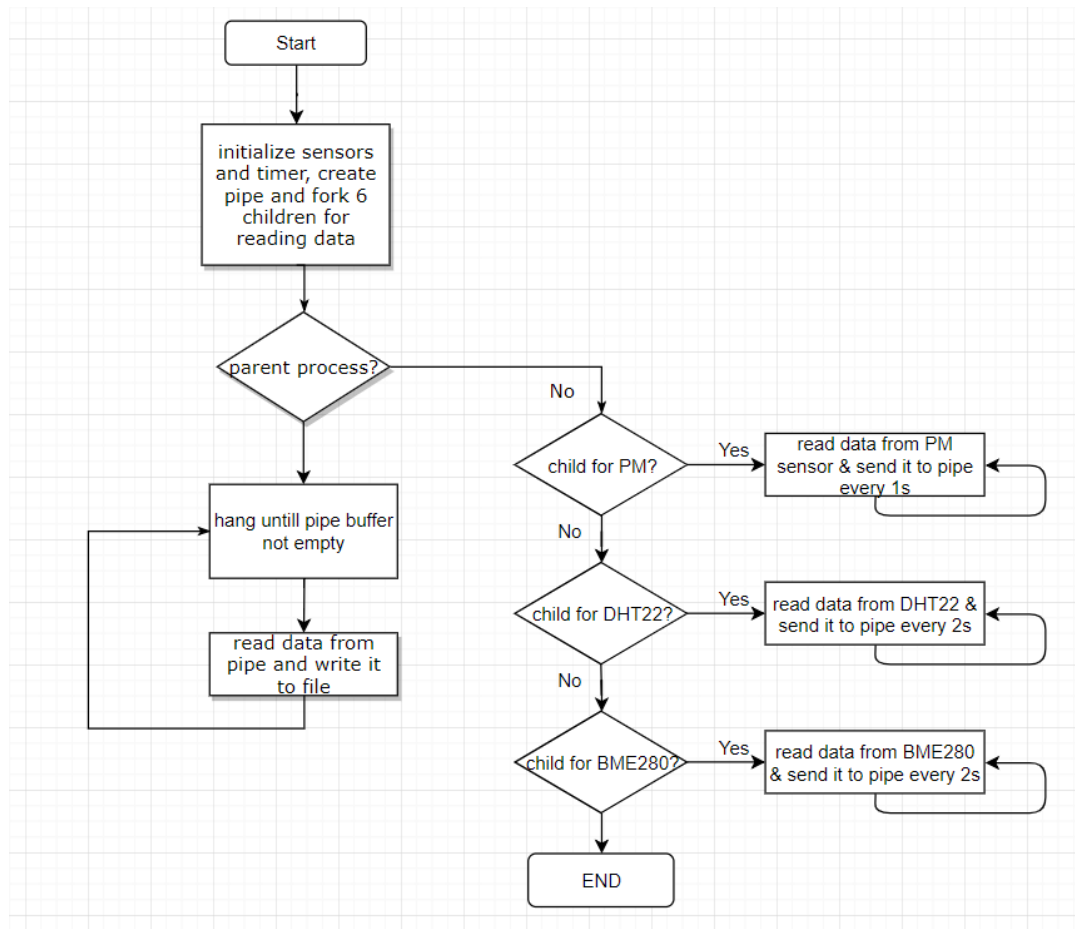 Start
initialize sensors
and timer, create
pipe and fork 6
children for
reading data
parent process?
No
hang untill pipe buffer
not empty
read data from
pipe and write it
to file
child for PM?
Yes
read data from PM
sensor & send it to pipe
every 1s
No
child for DHT22?
Yes
read data from DHT22 &
send it to pipe every 2s
No
child for BME280?
Yes
read data from BME280
& send it to pipe every 2s
END